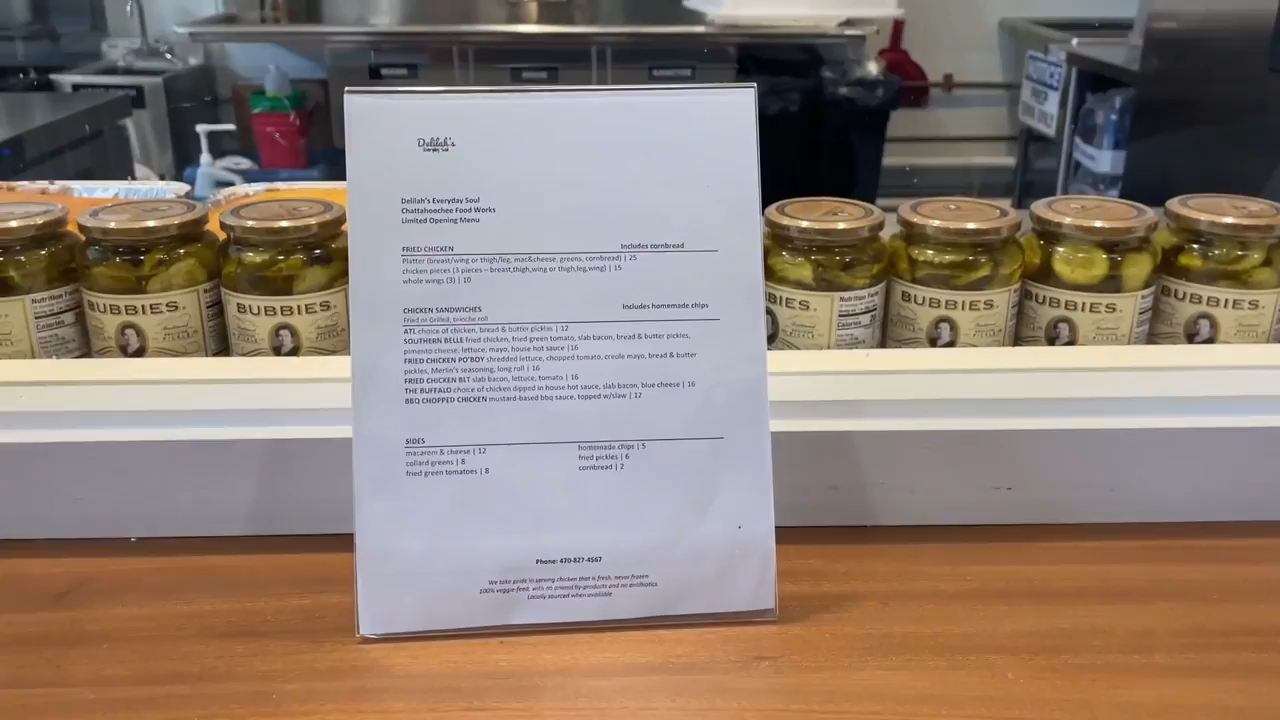 Delilah's
Everyday Soul
Delilah's Everyday Soul
Chattahoochee Food Works
Limited Opening Menu
FRIED CHICKEN Includes cornbread
Platter (breast/wing or thigh/leg, mac&cheese, greens, cornbread) | 25
chicken pieces (3 pieces – breast,thigh,wing or thigh,leg,wing) | 15
whole wings (3) | 10
CHICKEN SANDWICHES Includes homemade chips
Fried or Grilled, brioche roll
ATL choice of chicken, bread & butter pickles | 12
SOUTHERN BELLE fried chicken, fried green tomato, slab bacon, bread & butter pickles,
pimento cheese, lettuce, mayo, house hot sauce |16
FRIED CHICKEN PO'BOY shredded lettuce, chopped tomato, creole mayo, bread & butter
pickles, Merlin's seasoning, long roll | 16
FRIED CHICKEN BLT slab bacon, lettuce, tomato | 16
THE BUFFALO choice of chicken dipped in house hot sauce, slab bacon, blue cheese | 16
BBQ CHOPPED CHICKEN mustard-based bbq sauce, topped w/slaw | 12
SIDES
macaroni & cheese | 12 homemade chips | 5
collard greens | 8 fried pickles | 6
fried green tomatoes | 8 cornbread | 2
Phone: 470-827-4567
We take pride in serving chicken that is fresh, never frozen
100% veggie-feed, with no animal by-products and no antibiotics
Locally sourced when available
Nutrition
Calories
BUBBIES.
BUBBIES.
BIES.
Nutrition
Calories
BUBBIES.
BUBBIES.
BUBBIES.
NOTICE
ONLY